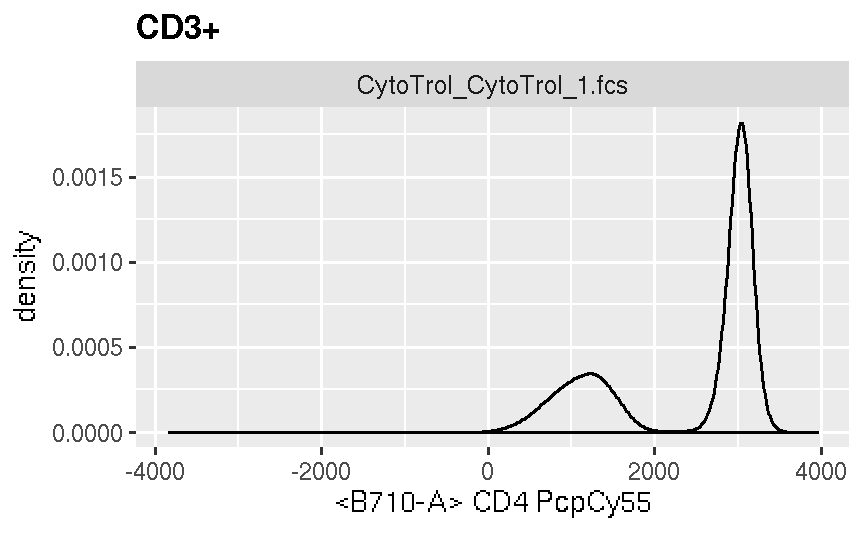 CD3+
CytoTrol_CytoTrol_1.fcs
0.0015
0.0010
0.0005
0.0000
density
-4000 -2000 0 2000 4000
<B710-A> CD4 PcpCy55